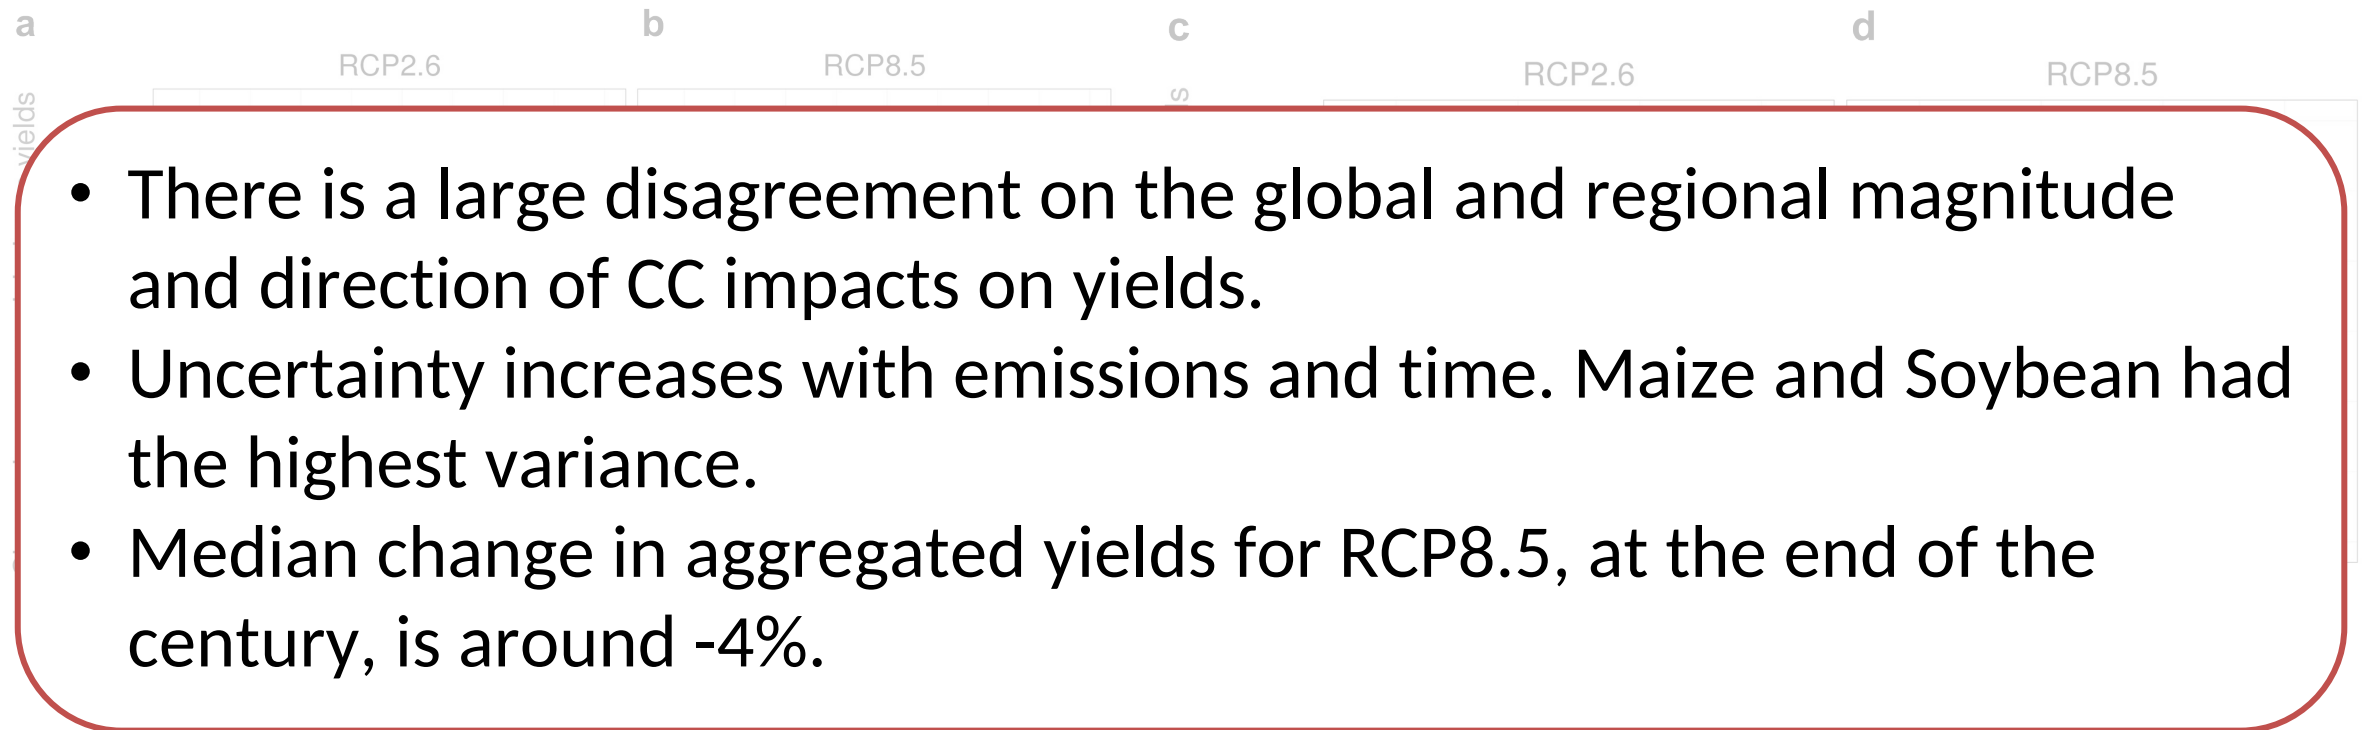 a b c d
RCP2.6 RCP8.5 RCP2.6 RCP8.5
yields
• There is a large disagreement on the global and regional magnitude
and direction of CC impacts on yields.
• Uncertainty increases with emissions and time. Maize and Soybean had
the highest variance.
• Median change in aggregated yields for RCP8.5, at the end of the
century, is around -4%.